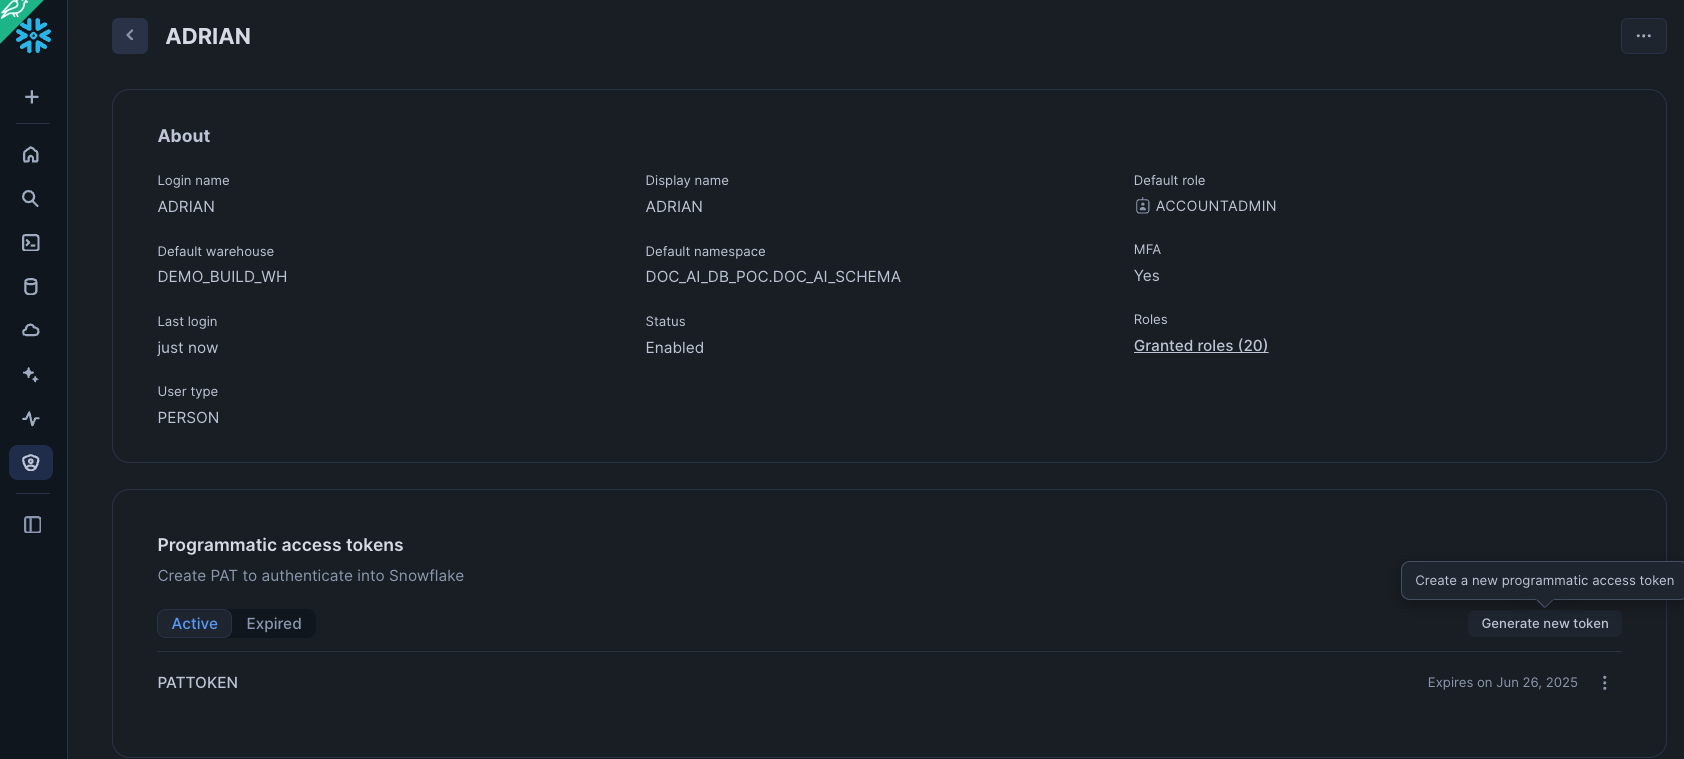 ADRIAN
About
Login name
ADRIAN
Display name
ADRIAN
Default role
ACCOUNTADMIN
Default warehouse
DEMO_BUILD_WH
Default namespace
DOC_AI_DB_POC.DOC_AI_SCHEMA
MFA
Yes
Last login
just now
Status
Enabled
Roles
Granted roles (20)
User type
PERSON
Programmatic access tokens
Create PAT to authenticate into Snowflake
Create a new programmatic access token
Active
Expired
Generate new token
PATTOKEN
Expires on Jun 26, 2025